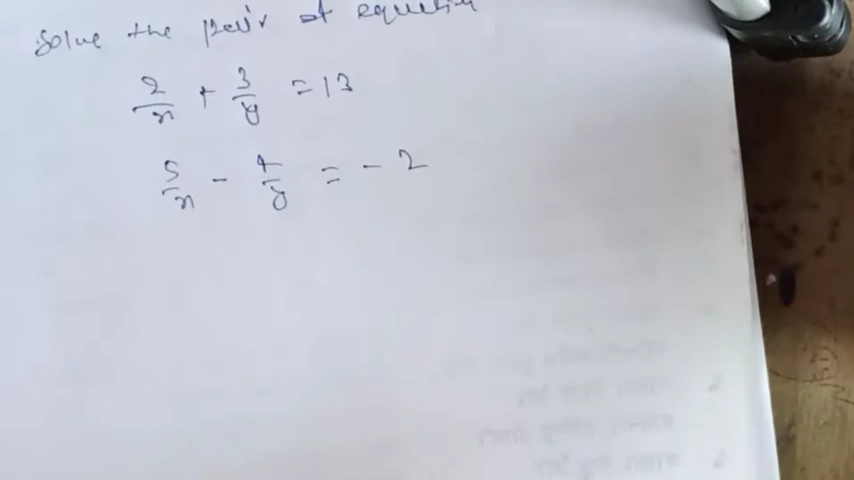 Solve the pair of equation
2/x + 3/y = 13
5/x - 4/y = - 2